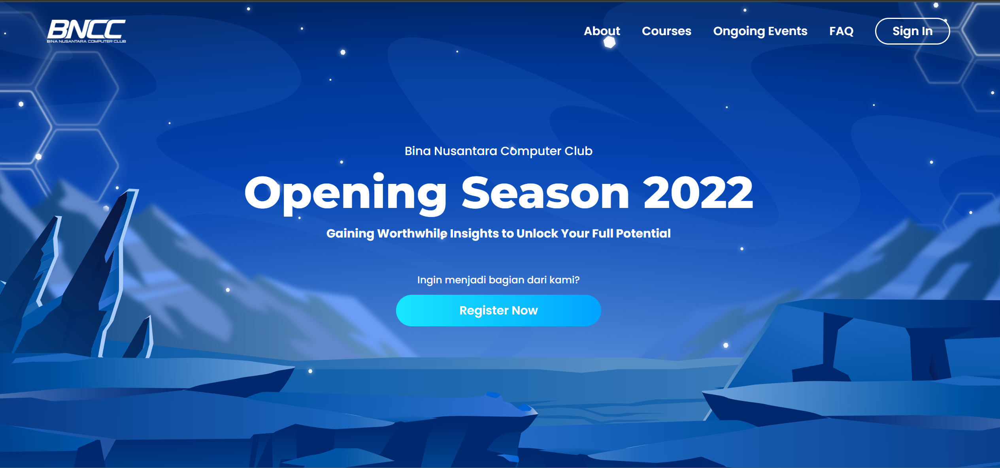 BNCC
BINA NUSANTARA COMPUTER CLUB
About Courses Ongoing Events FAQ Sign In
Bina Nusantara Computer Club
Opening Season 2022
Gaining Worthwhile Insights to Unlock Your Full Potential
Ingin menjadi bagian dari kami?
Register Now